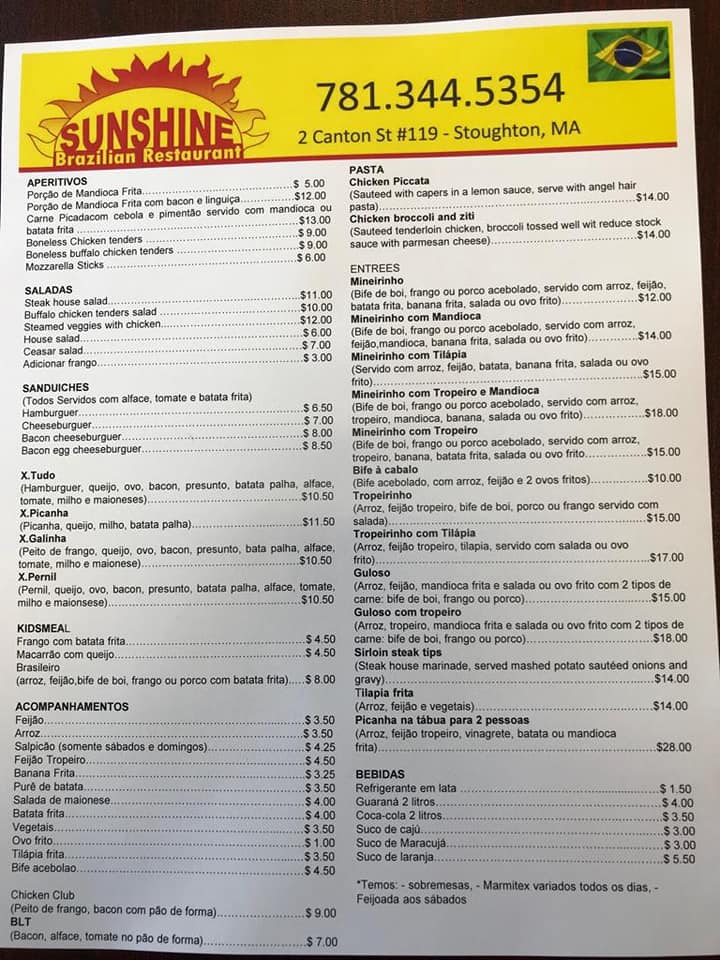 SUNSHINE
Brazilian Restaurant
781.344.5354
2 Canton St #119 - Stoughton, MA
APERITIVOS
Porção de Mandioca Frita..................................$ 5.00
Porção de Mandioca Frita com bacon e linguiça.............$12.00
Carne Picadacom cebola e pimentão servido com mandioca ou
batata frita ..................................$13.00
Boneless Chicken tenders ..................................$ 9.00
Boneless buffalo chicken tenders ..................................$ 9.00
Mozzarella Sticks ..................................$ 6.00
SALADAS
Steak house salad..................................$11.00
Buffalo chicken tenders salad ..................................$10.00
Steamed veggies with chicken..................................$12.00
House salad..................................$ 6.00
Ceasar salad..................................$ 7.00
Adicionar frango..................................$ 3.00
SANDUICHES
(Todos Servidos com alface, tomate e batata frita)
Hamburguer..................................$ 6.50
Cheeseburguer..................................$ 7.00
Bacon cheeseburguer..................................$ 8.00
Bacon egg cheeseburguer..................................$ 8.50
X.Tudo
(Hamburguer, queijo, ovo, bacon, presunto, batata palha, alface,
tomate, milho e maioneses)..................................$10.50
X.Picanha
(Picanha, queijo, milho, batata palha)..................................$11.50
X.Galinha
(Peito de frango, queijo, ovo, bacon, presunto, bata palha, alface,
tomate, milho e maionese)..................................$10.50
X.Pernil
(Pernil, queijo, ovo, bacon, presunto, batata palha, alface, tomate,
milho e maionsese)..................................$10.50
KIDSMEAL
Frango com batata frita..................................$ 4.50
Macarrão com queijo..................................$ 4.50
Brasileiro
(arroz, feijão,bife de boi, frango ou porco com batata frita)....$ 8.00
ACOMPANHAMENTOS
Feijão..................................$ 3.50
Arroz..................................$ 3.50
Salpicão (somente sábados e domingos)........................$ 4.25
Feijão Tropeiro..................................$ 4.50
Banana Frita..................................$ 3.25
Purê de batata..................................$ 3.50
Salada de maionese..................................$ 4.00
Batata frita..................................$ 4.00
Vegetais..................................$ 3.50
Ovo frito..................................$ 1.00
Tilápia frita..................................$ 3.50
Bife acebolao ..................................$ 4.50
Chicken Club
(Peito de frango, bacon com pão de forma)........................$ 9.00
BLT
(Bacon, alface, tomate no pão de forma)........................$ 7.00
PASTA
Chicken Piccata
(Sauteed with capers in a lemon sauce, serve with angel hair
pasta)..................................$14.00
Chicken broccoli and ziti
(Sauteed tenderloin chicken, broccoli tossed well wit reduce stock
sauce with parmesan cheese)..................................$14.00
ENTREES
Mineirinho
(Bife de boi, frango ou porco acebolado, servido com arroz, feijão,
batata frita, banana frita, salada ou ovo frito)........................$12.00
Mineirinho com Mandioca
(Bife de boi, frango ou porco acebolado, servido com arroz,
feijão,mandioca, banana frita, salada ou ovo frito)................$14.00
Mineirinho com Tilápia
(Servido com arroz, feijão, batata, banana frita, salada ou ovo
frito)..................................$15.00
Mineirinho com Tropeiro e Mandioca
(Bife de boi, frango ou porco acebolado, servido com arroz,
tropeiro, mandioca, banana, salada ou ovo frito)................$18.00
Mineirinho com Tropeiro
(Bife de boi, frango ou porco acebolado, servido com arroz,
tropeiro, banana, batata frita, salada ou ovo frito................$15.00
Bife à cabalo
(Bife acebolado, com arroz, feijão e 2 ovos fritos)................$10.00
Tropeirinho
(Arroz, feijão tropeiro, bife de boi, porco ou frango servido com
salada)..................................$15.00
Tropeirinho com Tilápia
(Arroz, feijão tropeiro, tilapia, servido com salada ou ovo
frito)..................................$17.00
Guloso
(Arroz, feijão, mandioca frita e salada ou ovo frito com 2 tipos de
carne: bife de boi, frango ou porco)........................$15.00
Guloso com tropeiro
(Arroz, tropeiro, mandioca frita e salada ou ovo frito com 2 tipos de
carne: bife de boi, frango ou porco)........................$18.00
Sirloin steak tips
(Steak house marinade, served mashed potato sautéed onions and
gravy)..................................$14.00
Tilapia frita
(Arroz, feijão e vegetais)..................................$14.00
Picanha na tábua para 2 pessoas
(Arroz, feijão tropeiro, vinagrete, batata ou mandioca
frita)..................................$28.00
BEBIDAS
Refrigerante em lata ..................................$ 1.50
Guaraná 2 litros..................................$ 4.00
Coca-cola 2 litros..................................$ 3.50
Suco de cajú..................................$ 3.00
Suco de Maracujá..................................$ 3.00
Suco de laranja..................................$ 5.50
*Temos: - sobremesas, - Marmitex variados todos os dias, -
Feijoada aos sábados